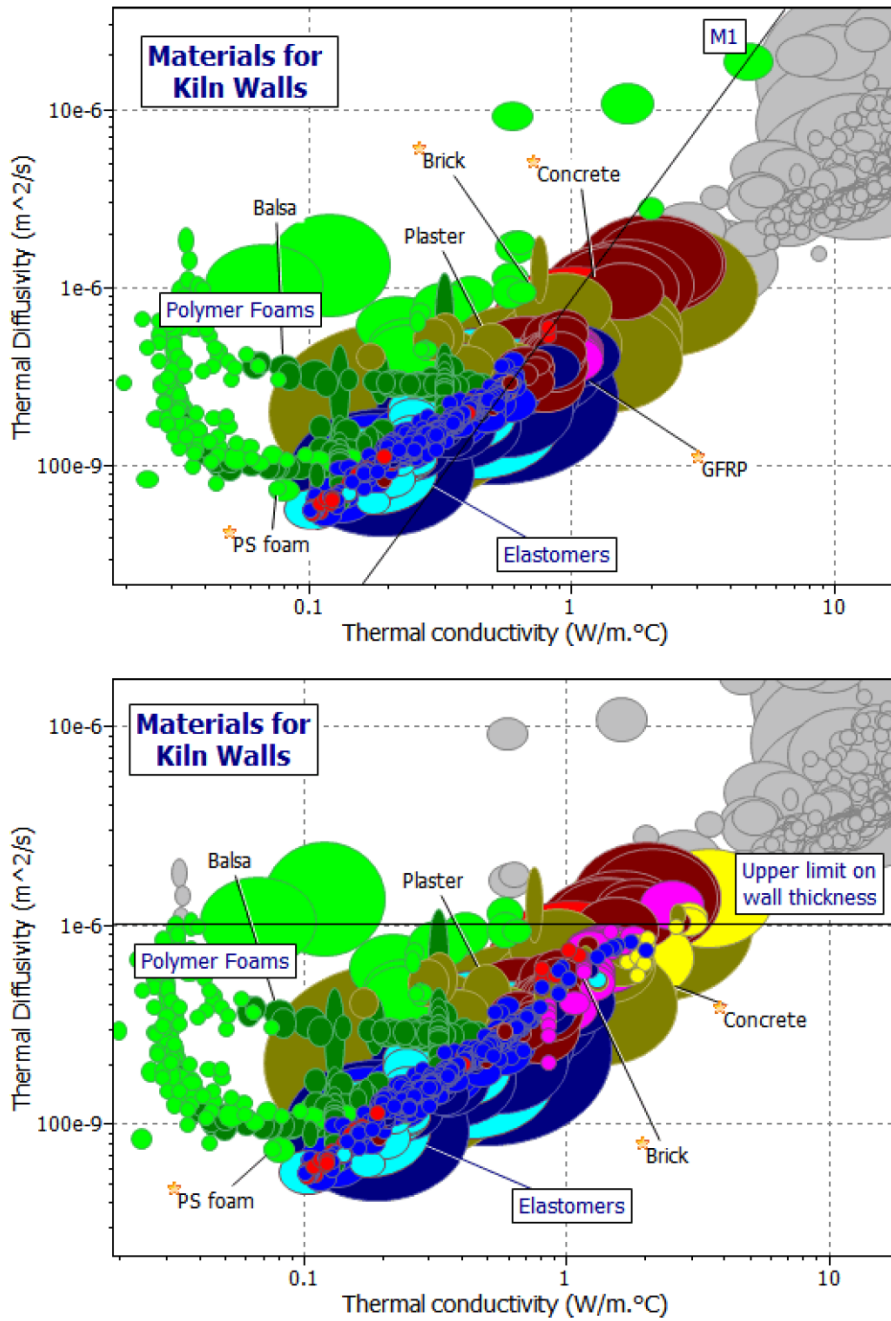 Materials for
Kiln Walls
M1
10e-6
Brick
Concrete
Balsa
Plaster
1e-6
Polymer Foams
100e-9
GFRP
PS foam
Elastomers
0.1
1
10
Thermal Diffusivity (m^2/s)
Thermal conductivity (W/m.°C)
Materials for
Kiln Walls
10e-6
Balsa
Plaster
Upper limit on
wall thickness
1e-6
Polymer Foams
Concrete
100e-9
Brick
PS foam
Elastomers
0.1
1
10
Thermal Diffusivity (m^2/s)
Thermal conductivity (W/m.°C)